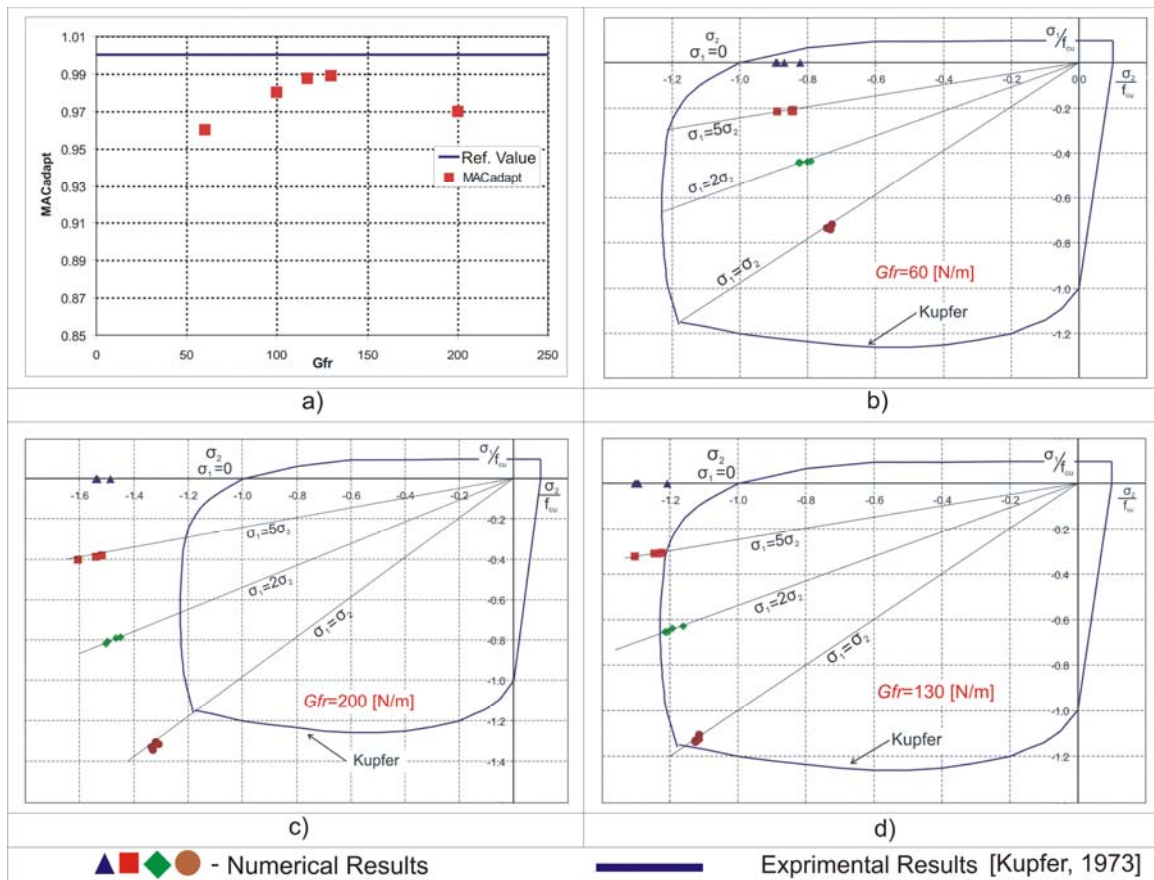 1.01
0.99
0.97
0.95
0.93
0.91
0.89
0.87
0.85
MACadapt
0 50 100 150 200 250
Gfr
Ref. Value
MACadapt
a)
σ₂
σ₁=0
σ₁/fcu
-1.2 -1.0 -0.8 -0.6 -0.4 -0.2 0.0
σ₂/fcu
-0.2
-0.4
-0.6
-0.8
-1.0
-1.2
σ₁=5σ₂
σ₁=2σ₂
σ₁=σ₂
Gfr=60 [N/m]
Kupfer
b)
σ₂
σ₁=0
σ₁/fcu
-1.6 -1.4 -1.2 -1.0 -0.8 -0.6 -0.4 -0.2
σ₂/fcu
-0.2
-0.4
-0.6
-0.8
-1.0
-1.2
-1.4
σ₁=5σ₂
σ₁=2σ₂
σ₁=σ₂
Gfr=200 [N/m]
Kupfer
c)
σ₂
σ₁=0
σ₁/fcu
-1.2 -1.0 -0.8 -0.6 -0.4 -0.2
σ₂/fcu
-0.2
-0.4
-0.6
-0.8
-1.0
-1.2
σ₁=5σ₂
σ₁=2σ₂
σ₁=σ₂
Gfr=130 [N/m]
Kupfer
d)
- Numerical Results
Exprimental Results [Kupfer, 1973]